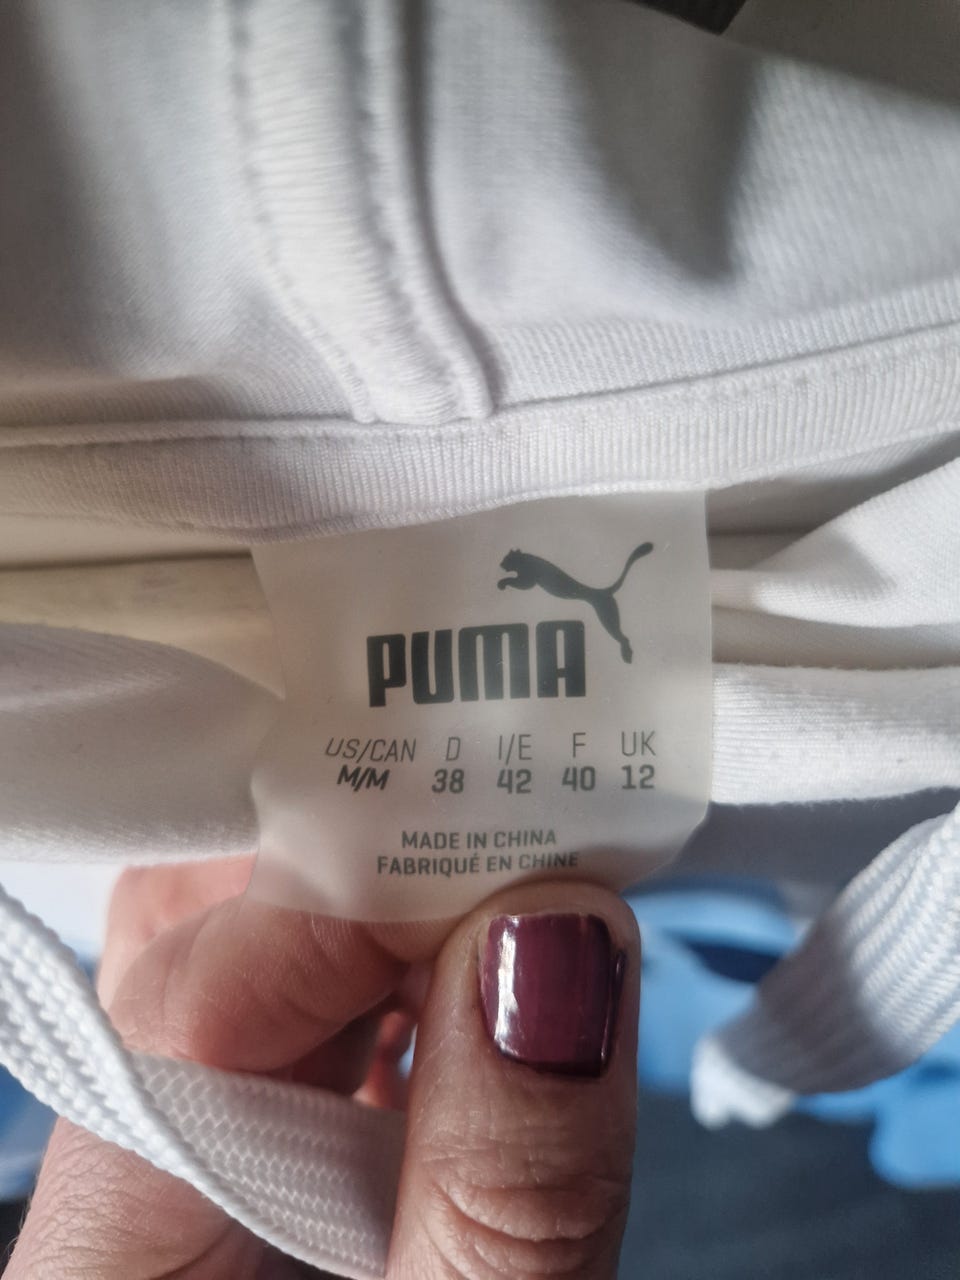 PUMA
US/CAN D I/E F UK
M/M 38 42 40 12
MADE IN CHINA
FABRIQUÉ EN CHINE